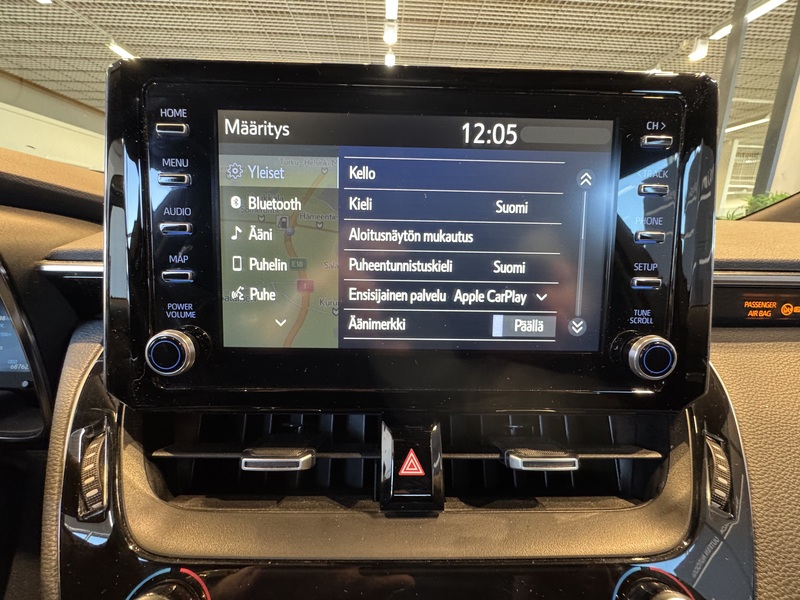 HOME
MENU
AUDIO
MAP
POWER
VOLUME
Määritys
12:05
Yleiset
Bluetooth
Ääni
Puhelin
Puhe
Kello
Kieli Suomi
Aloitusnäytön mukautus
Puheentunnistuskieli Suomi
Ensisijainen palvelu Apple CarPlay
Äänimerkki Päällä
CH >
TRACK
PHONE
SETUP
TUNE
SCROLL
PASSENGER
AIR BAG
68762